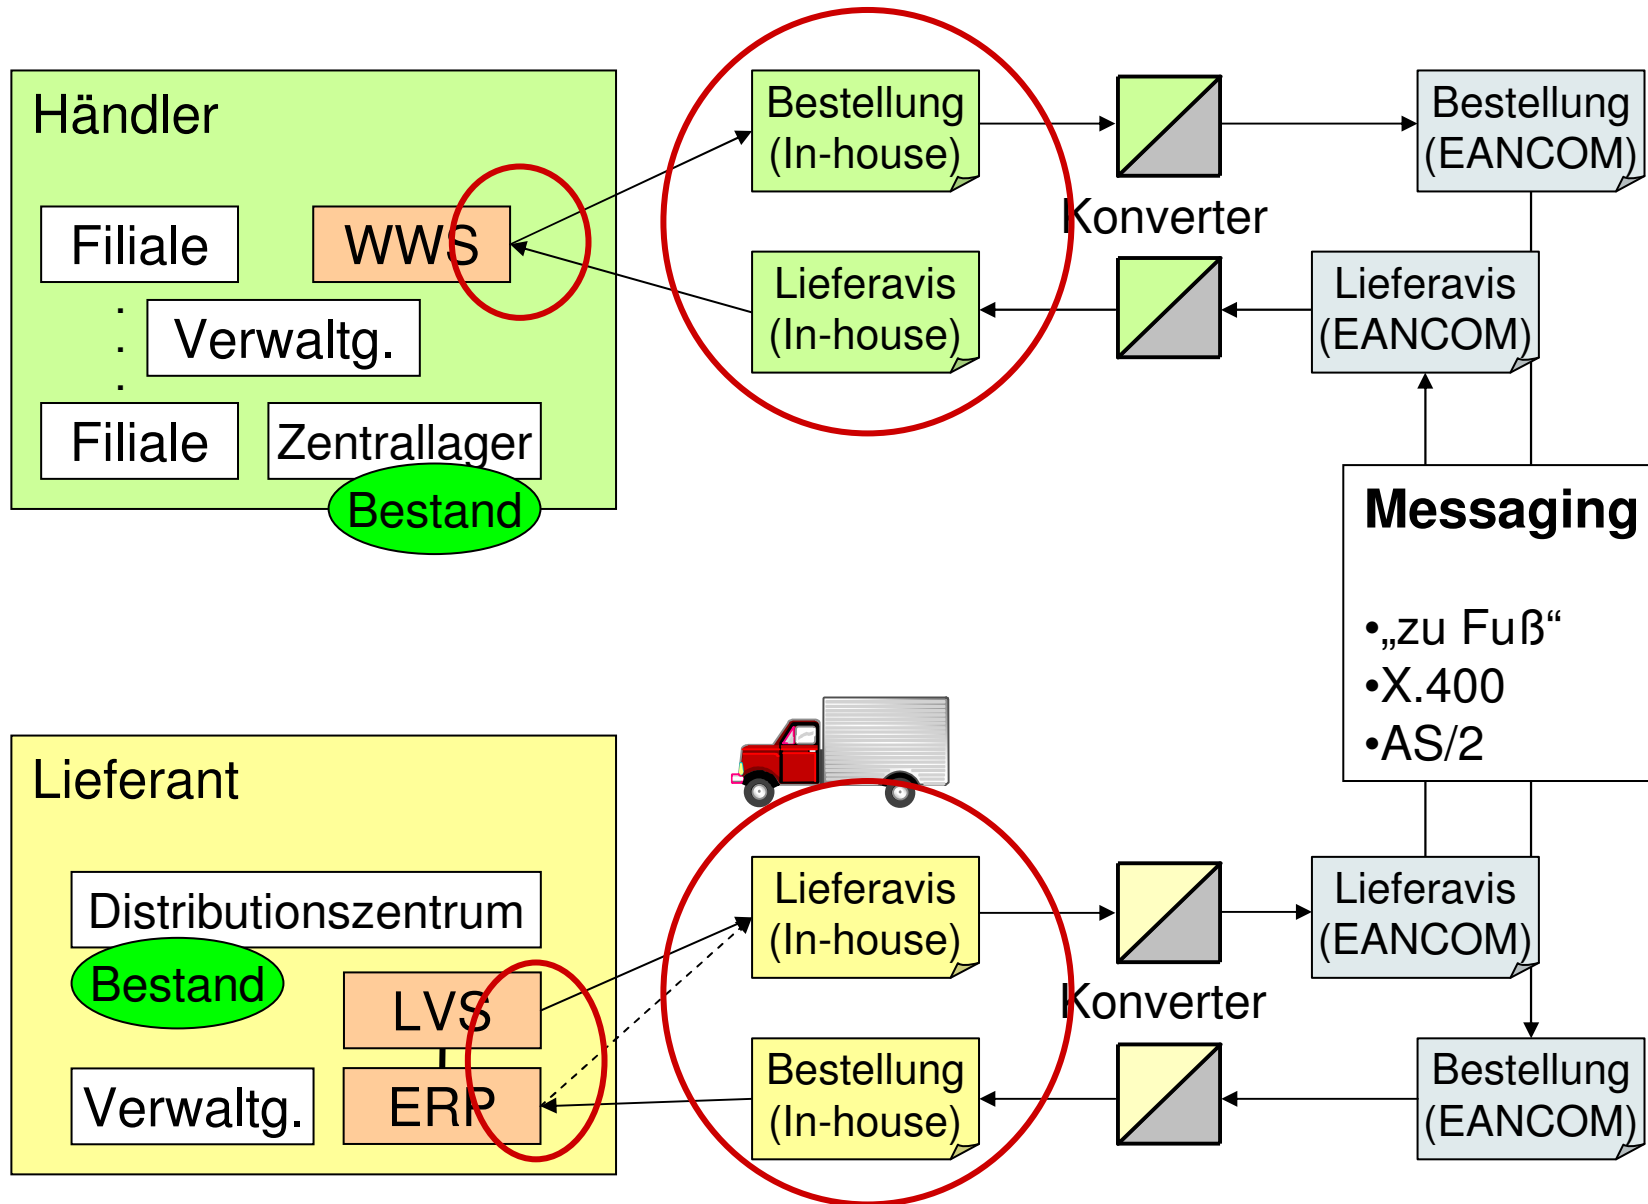 Händler
Filiale
WWS
.
.
.
Verwaltg.
Filiale
Zentrallager
Bestand
Bestellung
(In-house)
Konverter
Lieferavis
(In-house)
Bestellung
(EANCOM)
Lieferavis
(EANCOM)
Messaging
•„zu Fuß“
•X.400
•AS/2
Lieferant
Distributionszentrum
Bestand
LVS
Verwaltg.
ERP
Lieferavis
(In-house)
Konverter
Bestellung
(In-house)
Lieferavis
(EANCOM)
Bestellung
(EANCOM)